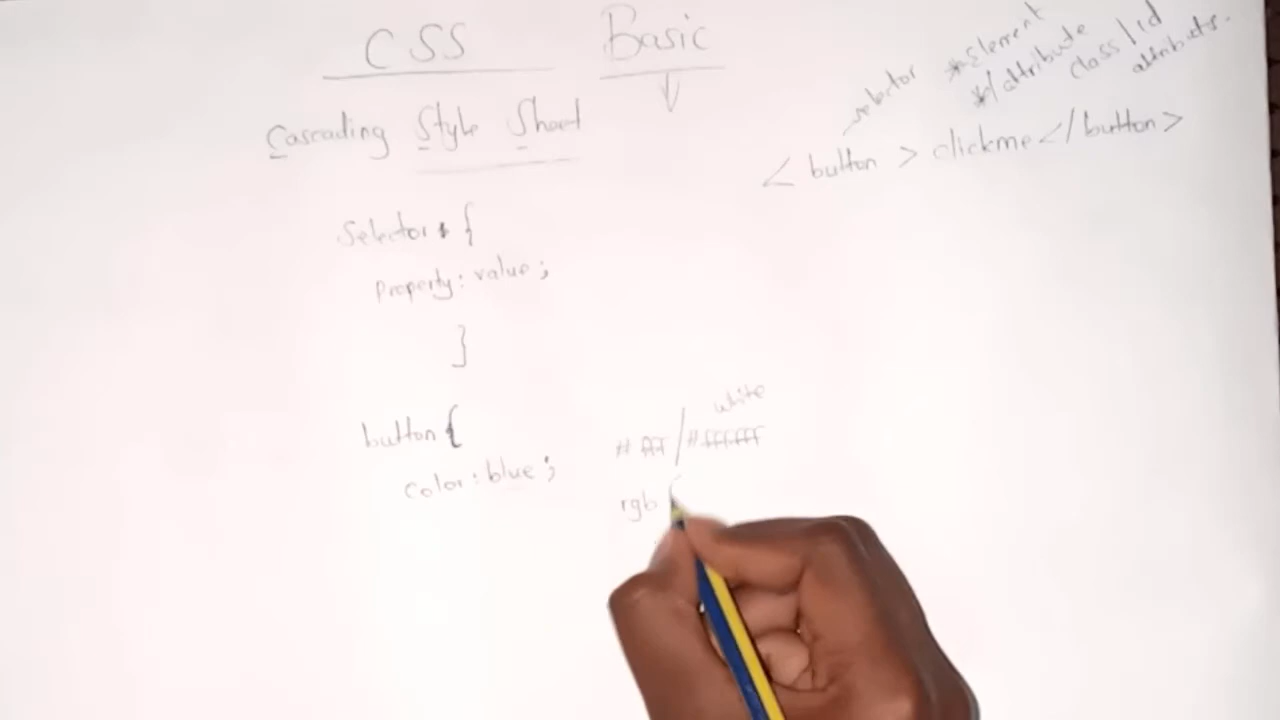 CSS Basic
Cascading Style Sheet
Selector {
property: value;
}
button {
color: blue;
# fff / # ffffff
white
rgb (
selector
* Element
* / attribute
class / id
attributes.
< button > clickme </button>